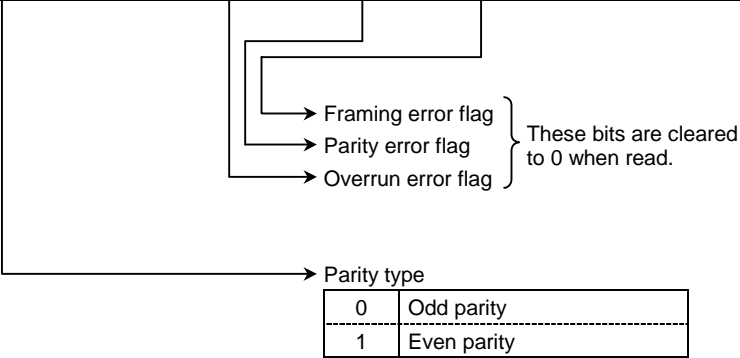 Framing error flag
Parity error flag
Overrun error flag
These bits are cleared
to 0 when read.
Parity type
0 Odd parity
1 Even parity